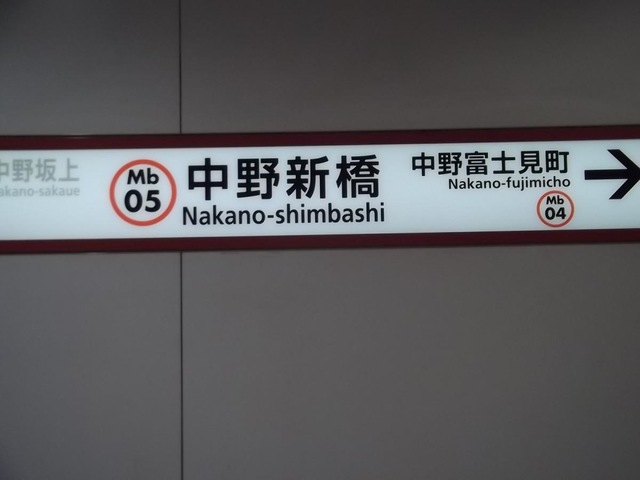 中野坂上
akano-sakaue
Mb
05
中野新橋
Nakano-shimbashi
中野富士見町
Nakano-fujimicho
Mb
04